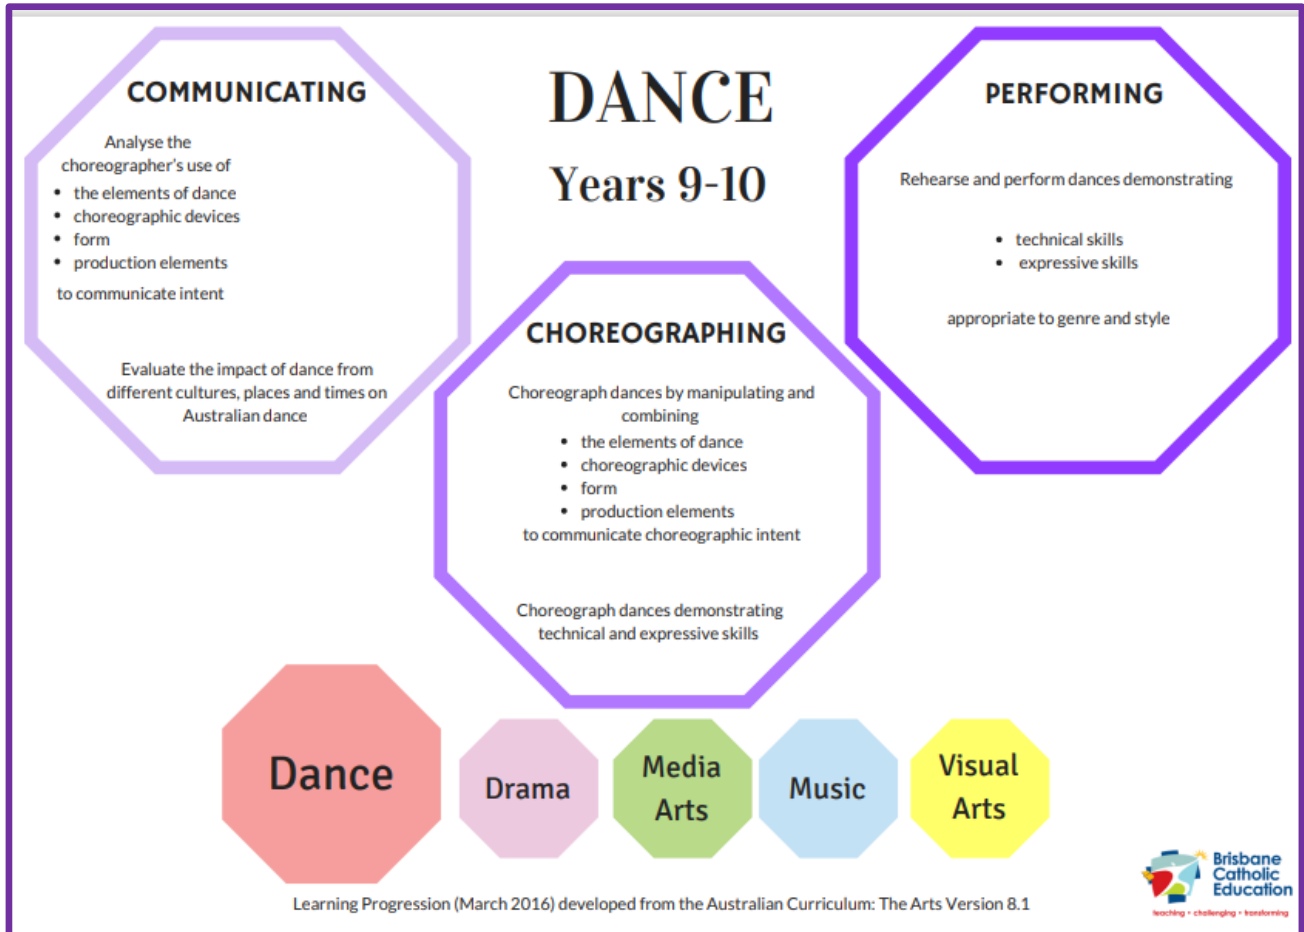 DANCE
Years 9-10
COMMUNICATING
Analyse the
choreographer's use of
• the elements of dance
• choreographic devices
• form
• production elements
to communicate intent
Evaluate the impact of dance from
different cultures, places and times on
Australian dance
CHOREOGRAPHING
Choreograph dances by manipulating and
combining
• the elements of dance
• choreographic devices
• form
• production elements
to communicate choreographic intent
Choreograph dances demonstrating
technical and expressive skills
PERFORMING
Rehearse and perform dances demonstrating
• technical skills
• expressive skills
appropriate to genre and style
Dance
Drama
Media
Arts
Music
Visual
Arts
Brisbane
Catholic
Education
teaching • challenging • transforming
Learning Progression (March 2016) developed from the Australian Curriculum: The Arts Version 8.1